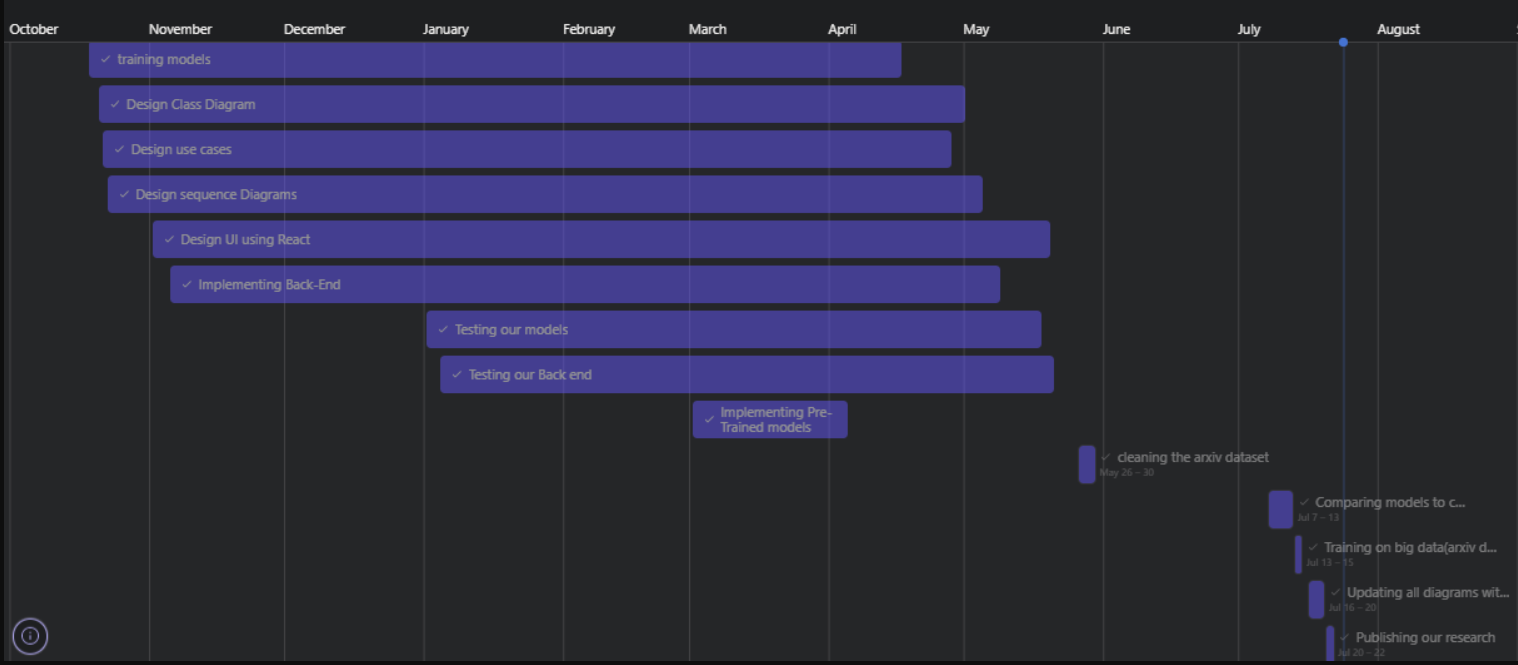 October November December January February March April May June July August
training models
Design Class Diagram
Design use cases
Design sequence Diagrams
Design UI using React
Implementing Back-End
Testing our models
Testing our Back end
Implementing Pre-
Trained models
cleaning the arxiv dataset
May 26 – 30
Comparing models to c...
Jul 7 – 13
Training on big data(arxiv d...
Jul 13 – 15
Updating all diagrams wit...
Jul 16 – 20
Publishing our research
Jul 20 – 22